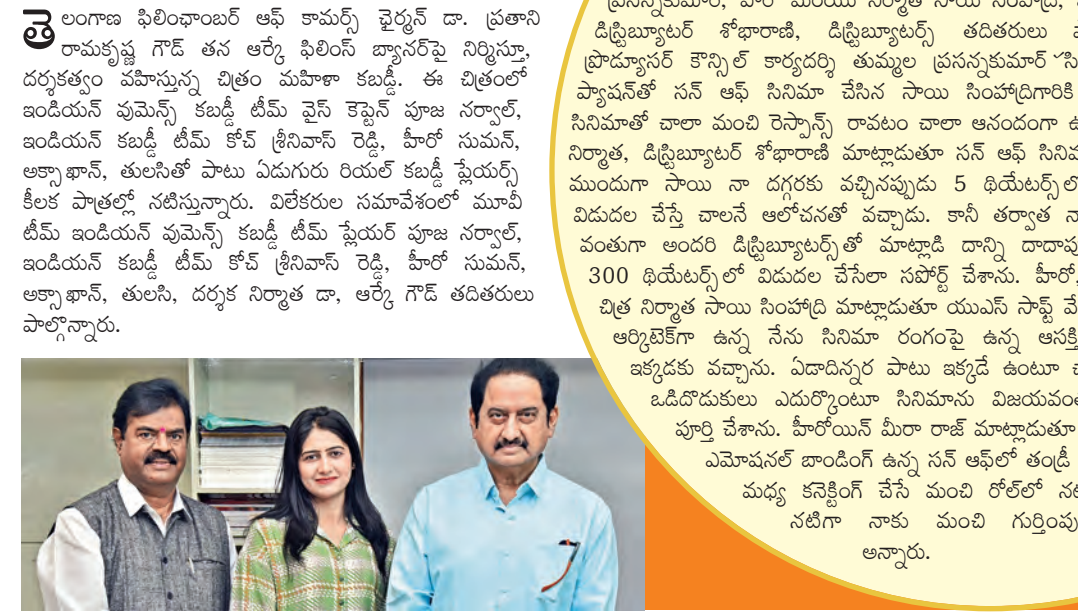 తెలంగాణ ఫిలించాంబర్ ఆఫ్ కామర్స్ ఛైర్మన్ డా. ప్రతాని
రామకృష్ణ గౌడ్ తన ఆర్కే ఫిలింస్ బ్యానర్‌పై నిర్మిస్తూ,
దర్శకత్వం వహిస్తున్న చిత్రం మహిళా కబడ్డీ. ఈ చిత్రంలో
ఇండియన్ వుమెన్స్ కబడ్డీ టీమ్ వైస్ కెప్టెన్ పూజ నర్వాల్,
ఇండియన్ కబడ్డీ టీమ్ కోచ్ శ్రీనివాస్ రెడ్డి, హీరో సుమన్,
అక్సాఖాన్, తులసితో పాటు ఏడుగురు రియల్ కబడ్డీ ప్లేయర్స్
కీలక పాత్రల్లో నటిస్తున్నారు. విలేకరుల సమావేశంలో మూవీ
టీమ్ ఇండియన్ వుమెన్స్ కబడ్డీ టీమ్ ప్లేయర్ పూజ నర్వాల్,
ఇండియన్ కబడ్డీ టీమ్ కోచ్ శ్రీనివాస్ రెడ్డి, హీరో సుమన్,
అక్సాఖాన్, తులసి, దర్శక నిర్మాత డా, ఆర్కే గౌడ్ తదితరులు
పాల్గొన్నారు.
డిస్ట్రిబ్యూటర్ శోభారాణి, డిస్ట్రిబ్యూటర్స్ తదితరులు
ప్రొడ్యూసర్ కౌన్సిల్ కార్యదర్శి తుమ్మల ప్రసన్నకుమార్
ప్యాషన్‌తో సన్ ఆఫ్ సినిమా చేసిన సాయి సింహాద్రిగారికి
సినిమాతో చాలా మంచి రెస్పాన్స్ రావటం చాలా ఆనందంగా
నిర్మాత, డిస్ట్రిబ్యూటర్ శోభారాణి మాట్లాడుతూ సన్ ఆఫ్
ముందుగా సాయి నా దగ్గరకు వచ్చినప్పుడు 5 థియేటర్స్‌లో
విడుదల చేస్తే చాలనే ఆలోచనతో వచ్చాడు. కానీ తర్వాత
వంతుగా అందరి డిస్ట్రిబ్యూటర్స్‌తో మాట్లాడి దాన్ని
300 థియేటర్స్‌లో విడుదల చేసేలా సపోర్ట్ చేశాను. హీరో,
చిత్ర నిర్మాత సాయి సింహాద్రి మాట్లాడుతూ యుఎస్ సాఫ్ట్
ఆర్కిటెక్‌గా ఉన్న నేను సినిమా రంగంపై ఉన్న
ఇక్కడకు వచ్చాను. ఏడాదిన్నర పాటు ఇక్కడే ఉంటూ
ఒడిదొడుకులు ఎదుర్కొంటూ సినిమాను
పూర్తి చేశాను. హీరోయిన్ మీరా రాజ్ మాట్లాడుతూ
ఎమోషనల్ బాండింగ్ ఉన్న సన్ ఆఫ్‌లో తండ్రీ
మధ్య కనెక్టింగ్ చేసే మంచి రోల్‌లో
నటిగా నాకు మంచి గుర్తింపు
అన్నారు.